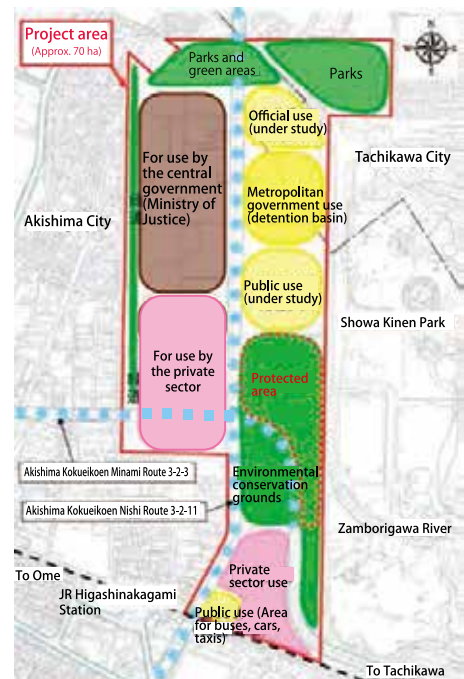 Project area
(Approx. 70 ha)
N
Parks and
green areas
Parks
Official use
(under study)
For use by
the central
government
(Ministry of
Justice)
Tachikawa City
Metropolitan
government use
(detention basin)
Akishima City
Public use
(under study)
Showa Kinen Park
For use by
the private
sector
Protected
area
Akishima Kokueikoen Minami Route 3-2-3
Environmental
conservation
grounds
Akishima Kokueikoen Nishi Route 3-2-11
Zamborigawa River
To Ome
Private
sector use
JR Higashinakagami
Station
Public use (Area
for buses, cars,
taxis)
To Tachikawa